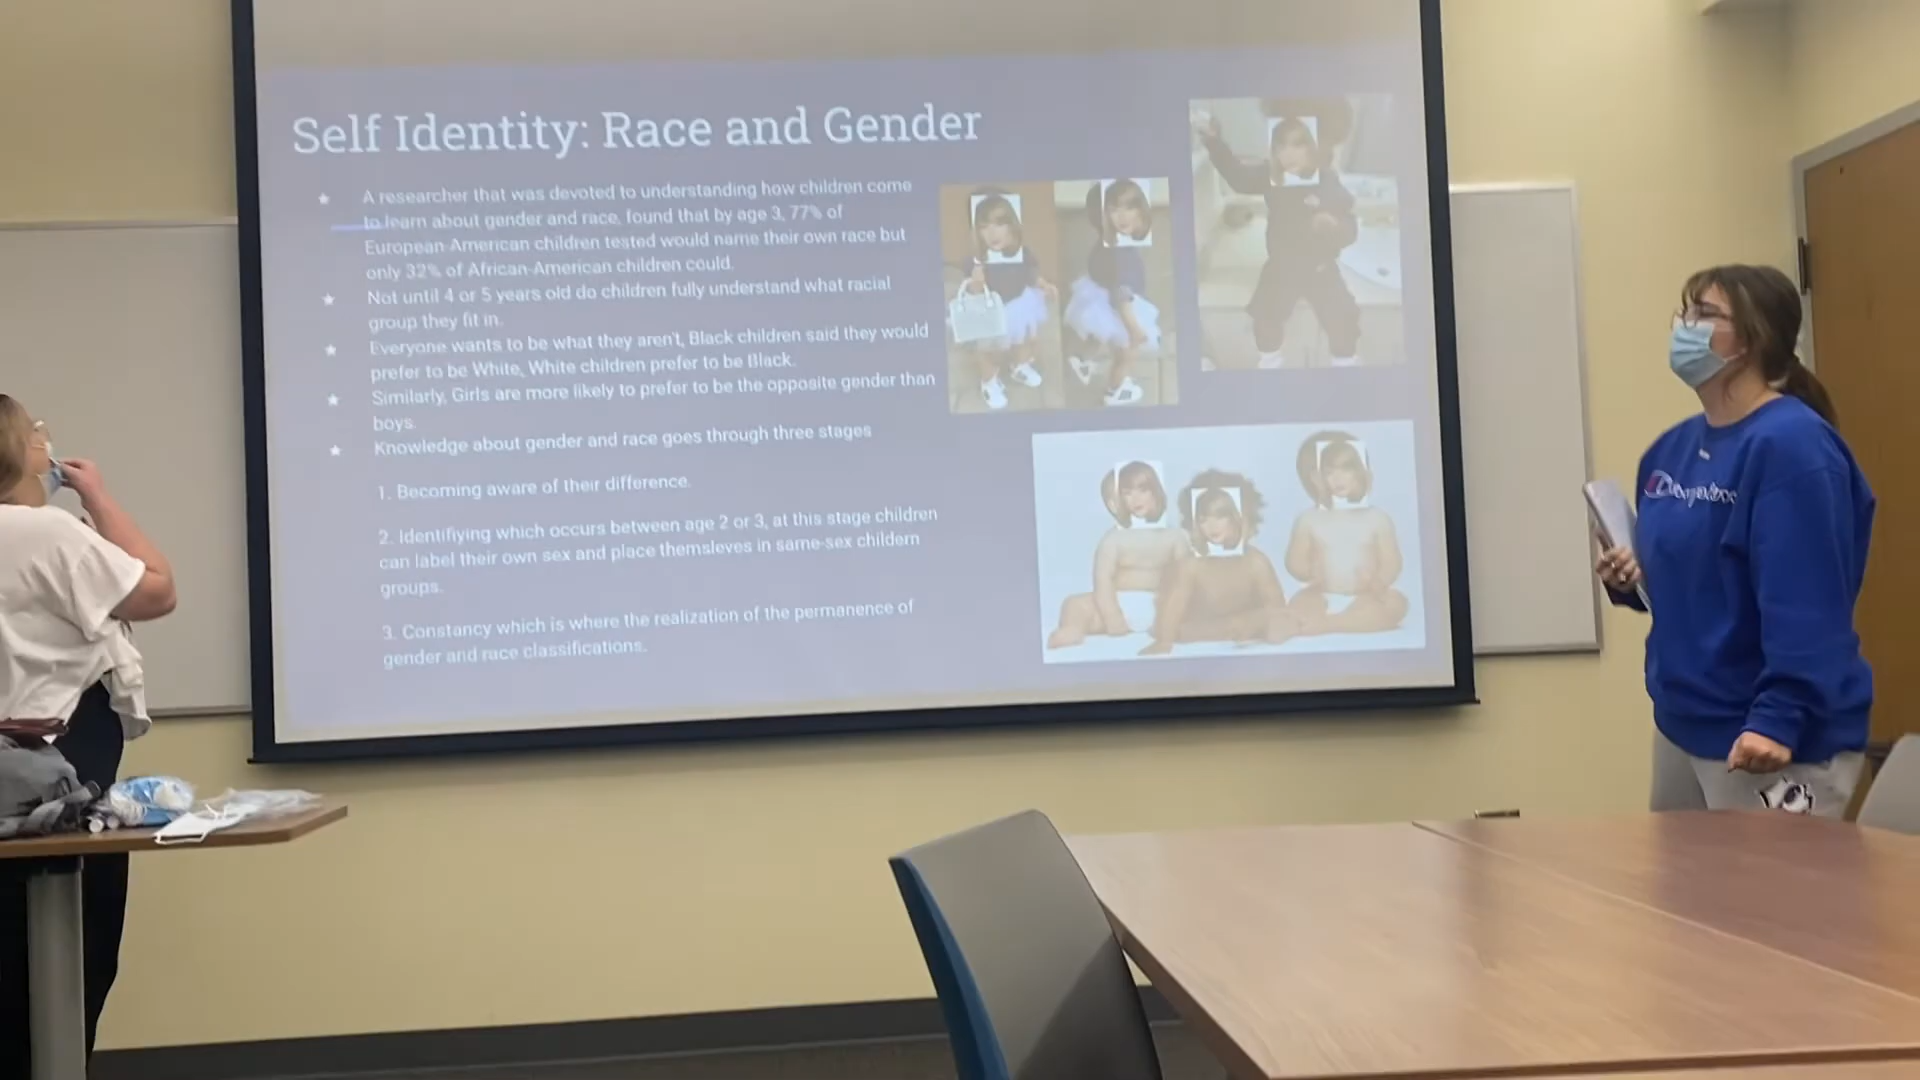 Self Identity: Race and Gender
★ A researcher that was devoted to understanding how children come
to learn about gender and race, found that by age 3, 77% of
European-American children tested would name their own race but
only 32% of African-American children could.
★ Not until 4 or 5 years old do children fully understand what racial
group they fit in.
★ Everyone wants to be what they aren't, Black children said they would
prefer to be White, White children prefer to be Black.
★ Similarly, Girls are more likely to prefer to be the opposite gender than
boys.
★ Knowledge about gender and race goes through three stages
1. Becoming aware of their difference.
2. Identifiying which occurs between age 2 or 3, at this stage children
can label their own sex and place themsleves in same-sex childern
groups.
3. Constancy which is where the realization of the permanence of
gender and race classifications.
Champion